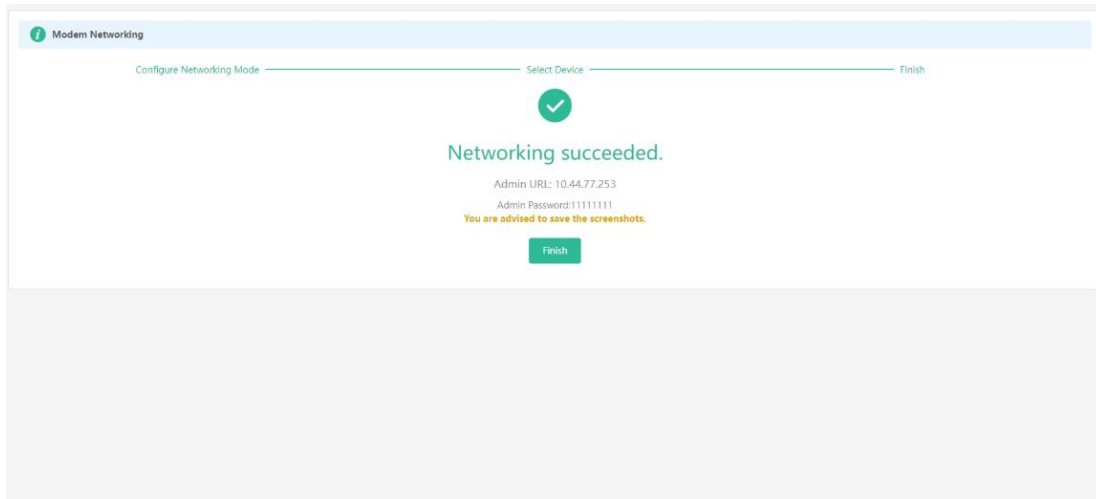 Modem Networking
Configure Networking Mode Select Device Finish
Networking succeeded.
Admin URL: 10.44.77.253
Admin Password:11111111
You are advised to save the screenshots.
Finish